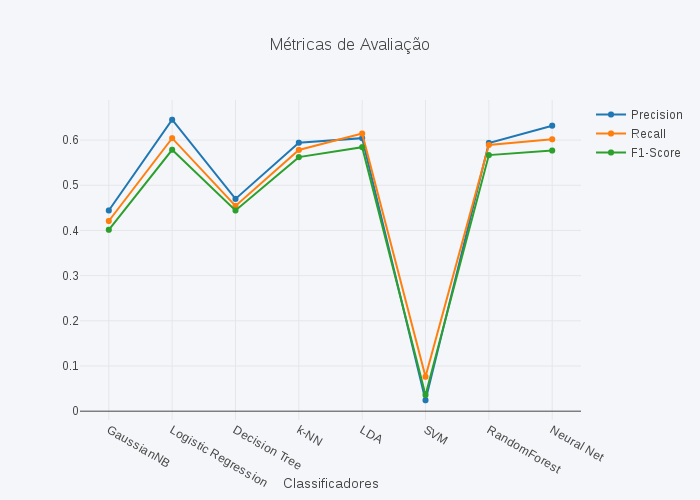 Métricas de Avaliação
Precision
Recall
F1-Score
0.6
0.5
0.4
0.3
0.2
0.1
0
GaussianNB
Logistic Regression
Decision Tree
k-NN
LDA
SVM
RandomForest
Neural Net
Classificadores